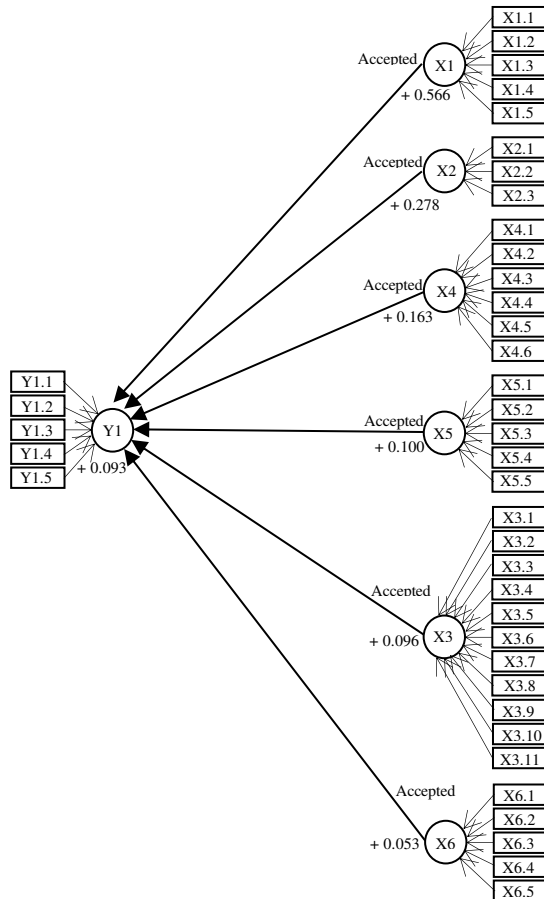 X1.1
X1.2
Accepted
X1
X1.3
X1.4
+ 0.566
X1.5
X2.1
Accepted
X2
X2.2
X2.3
+ 0.278
X4.1
X4.2
Accepted
X4
X4.3
X4.4
+ 0.163
X4.5
X4.6
Y1.1
Y1.2
Y1.3
Y1.4
Y1.5
Y1
+ 0.093
X5.1
X5.2
Accepted
X5
X5.3
+ 0.100
X5.4
X5.5
X3.1
X3.2
X3.3
X3.4
Accepted
X3.5
X3
+ 0.096
X3.6
X3.7
X3.8
X3.9
X3.10
X3.11
Accepted
X6.1
X6.2
+ 0.053
X6
X6.3
X6.4
X6.5